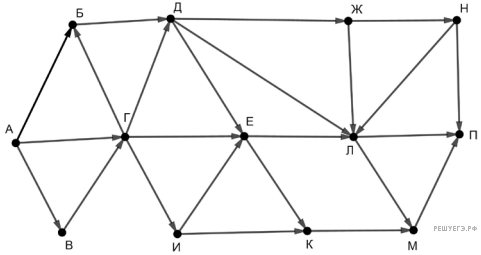 Б Д Ж Н
А Г Е Л П
В И К М
РЕШУЕГЭ.РФ